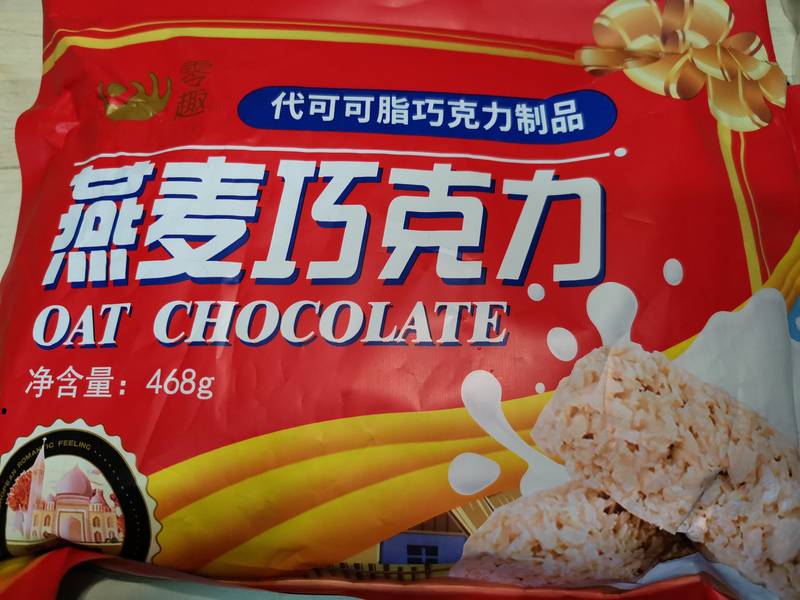 零趣
代可可脂巧克力制品
燕麦巧克力
OAT CHOCOLATE
净含量：468g
ROMANTIC FEELING